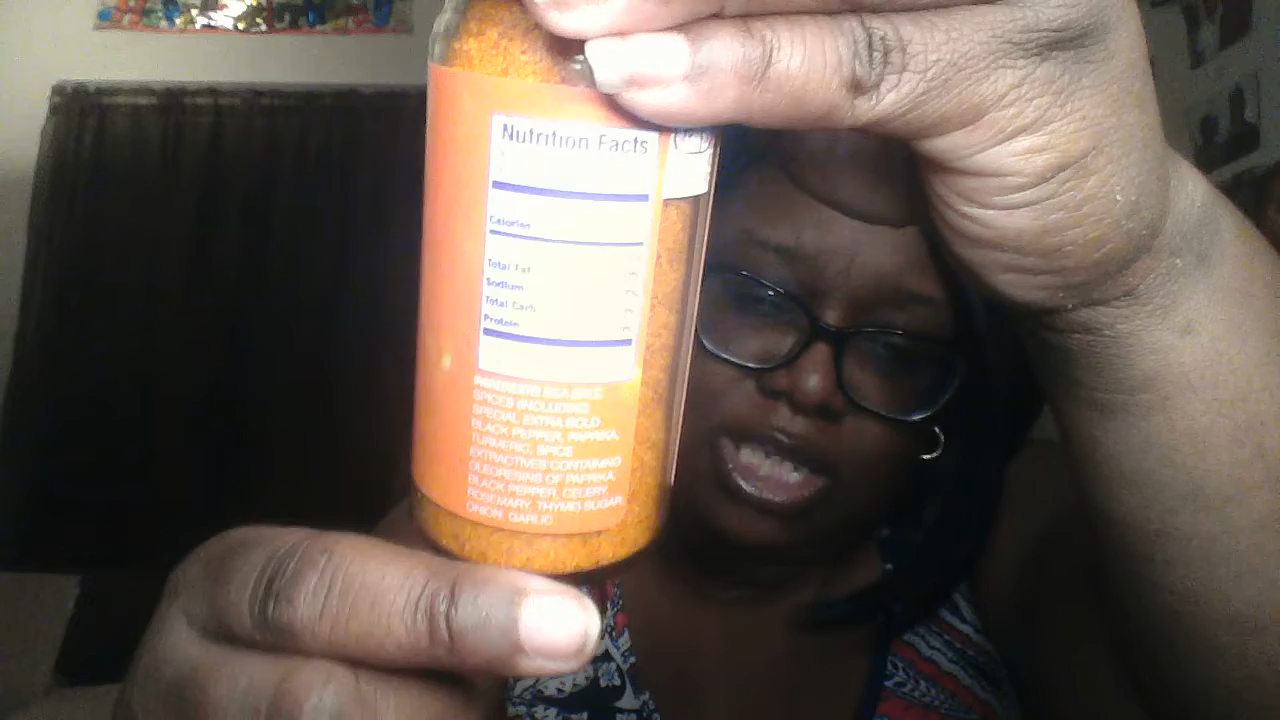 Nutrition Facts
Calories
Total Fat
Sodium
Total Carb
Protein
INGREDIENTS SEA SALT,
SPICES (INCLUDING
SPECIAL EXTRA BOLD
BLACK PEPPER, PAPRIKA,
TURMERIC, SPICE
EXTRACTIVES CONTAINING
OLEORESINS OF PAPRIKA,
BLACK PEPPER, CELERY,
ROSEMARY, THYME) SUGAR,
ONION, GARLIC